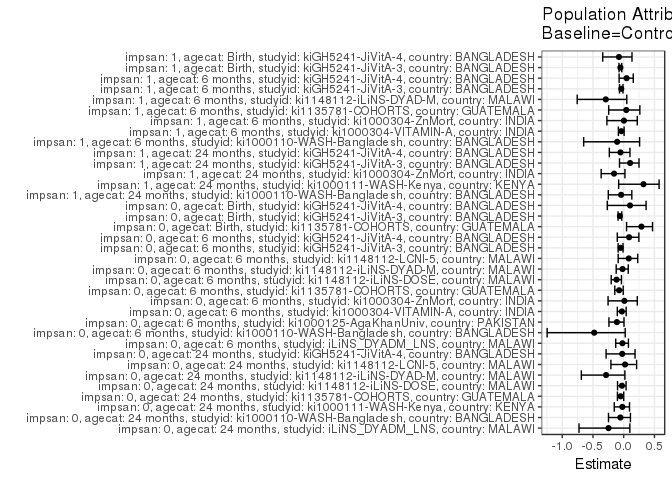 Population Attrib
Baseline=Contro
impsan: 1, agecat: Birth, studyid: kiGH5241-JiVitA-4, country: BANGLADESH
impsan: 1, agecat: Birth, studyid: kiGH5241-JiVitA-3, country: BANGLADESH
impsan: 1, agecat: 6 months, studyid: kiGH5241-JiVitA-4, country: BANGLADESH
impsan: 1, agecat: 6 months, studyid: kiGH5241-JiVitA-3, country: BANGLADESH
impsan: 1, agecat: 6 months, studyid: ki1148112-iLiNS-DYAD-M, country: MALAWI
impsan: 1, agecat: 6 months, studyid: ki1135781-COHORTS, country: GUATEMALA
impsan: 1, agecat: 6 months, studyid: ki1000304-ZnMort, country: INDIA
impsan: 1, agecat: 6 months, studyid: ki1000304-VITAMIN-A, country: INDIA
impsan: 1, agecat: 6 months, studyid: ki1000110-WASH-Bangladesh, country: BANGLADESH
impsan: 1, agecat: 24 months, studyid: kiGH5241-JiVitA-4, country: BANGLADESH
impsan: 1, agecat: 24 months, studyid: kiGH5241-JiVitA-3, country: BANGLADESH
impsan: 1, agecat: 24 months, studyid: ki1000304-ZnMort, country: INDIA
impsan: 1, agecat: 24 months, studyid: ki1000111-WASH-Kenya, country: KENYA
impsan: 1, agecat: 24 months, studyid: ki1000110-WASH-Bangladesh, country: BANGLADESH
impsan: 0, agecat: Birth, studyid: kiGH5241-JiVitA-4, country: BANGLADESH
impsan: 0, agecat: Birth, studyid: kiGH5241-JiVitA-3, country: BANGLADESH
impsan: 0, agecat: Birth, studyid: ki1135781-COHORTS, country: GUATEMALA
impsan: 0, agecat: 6 months, studyid: kiGH5241-JiVitA-4, country: BANGLADESH
impsan: 0, agecat: 6 months, studyid: kiGH5241-JiVitA-3, country: BANGLADESH
impsan: 0, agecat: 6 months, studyid: ki1148112-LCNI-5, country: MALAWI
impsan: 0, agecat: 6 months, studyid: ki1148112-iLiNS-DYAD-M, country: MALAWI
impsan: 0, agecat: 6 months, studyid: ki1148112-iLiNS-DOSE, country: MALAWI
impsan: 0, agecat: 6 months, studyid: ki1135781-COHORTS, country: GUATEMALA
impsan: 0, agecat: 6 months, studyid: ki1000304-ZnMort, country: INDIA
impsan: 0, agecat: 6 months, studyid: ki1000304-VITAMIN-A, country: INDIA
impsan: 0, agecat: 6 months, studyid: ki1000125-AgaKhanUniv, country: PAKISTAN
impsan: 0, agecat: 6 months, studyid: ki1000110-WASH-Bangladesh, country: BANGLADESH
impsan: 0, agecat: 6 months, studyid: iLiNS_DYADM_LNS, country: MALAWI
impsan: 0, agecat: 24 months, studyid: kiGH5241-JiVitA-4, country: BANGLADESH
impsan: 0, agecat: 24 months, studyid: ki1148112-LCNI-5, country: MALAWI
impsan: 0, agecat: 24 months, studyid: ki1148112-iLiNS-DYAD-M, country: MALAWI
impsan: 0, agecat: 24 months, studyid: ki1148112-iLiNS-DOSE, country: MALAWI
impsan: 0, agecat: 24 months, studyid: ki1135781-COHORTS, country: GUATEMALA
impsan: 0, agecat: 24 months, studyid: ki1000111-WASH-Kenya, country: KENYA
impsan: 0, agecat: 24 months, studyid: ki1000110-WASH-Bangladesh, country: BANGLADESH
impsan: 0, agecat: 24 months, studyid: iLiNS_DYADM_LNS, country: MALAWI
-1.0 -0.5 0.0 0.5
Estimate